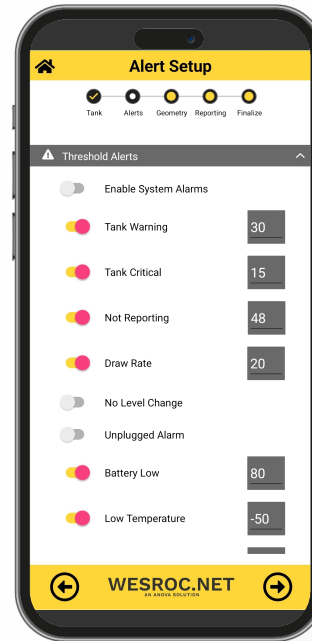 Alert Setup
Tank Alerts Geometry Reporting Finalize
Threshold Alerts
Enable System Alarms
Tank Warning 30
Tank Critical 15
Not Reporting 48
Draw Rate 20
No Level Change
Unplugged Alarm
Battery Low 80
Low Temperature -50
WESROC.NET
AN ANOVA SOLUTION